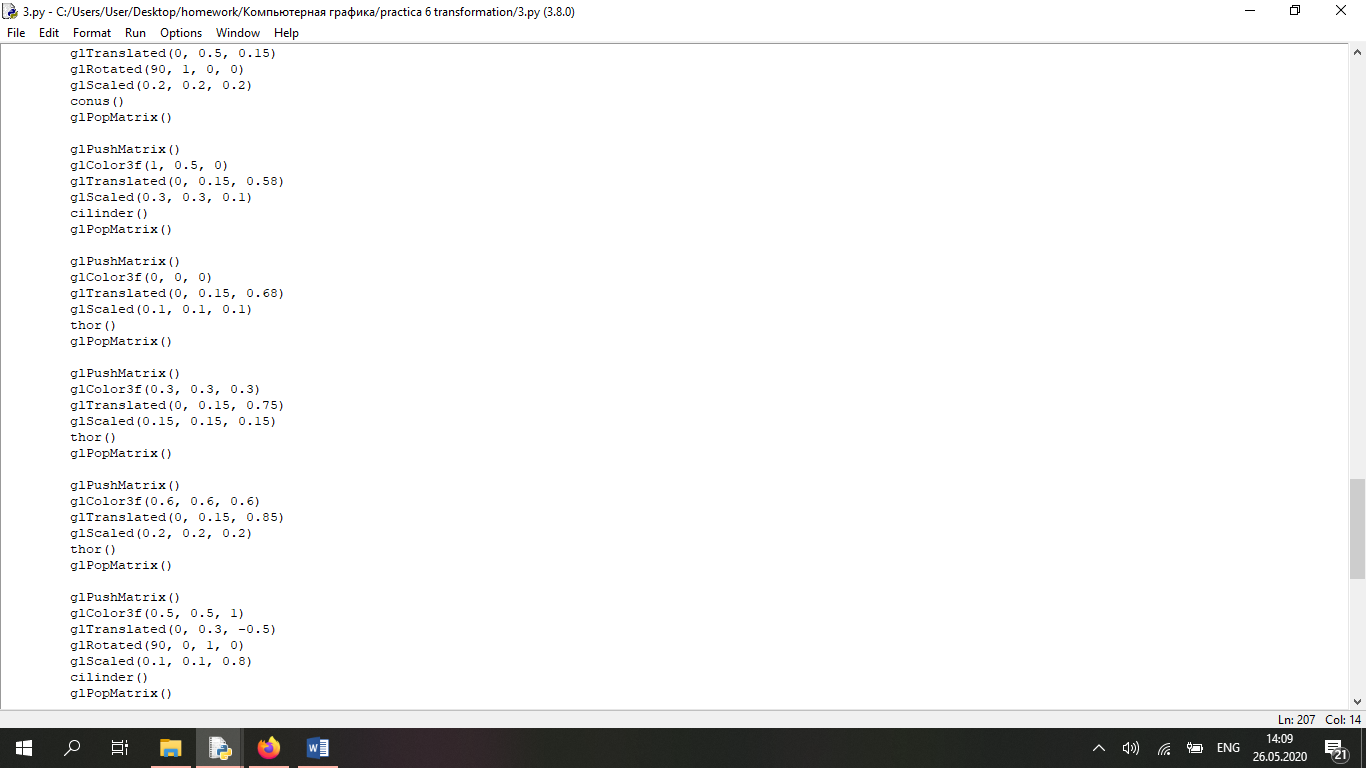 3.py - C:/Users/User/Desktop/homework/Компьютерная графика/practica 6 transformation/3.py (3.8.0)
File Edit Format Run Options Window Help
glTranslated(0, 0.5, 0.15)
glRotated(90, 1, 0, 0)
glScaled(0.2, 0.2, 0.2)
conus()
glPopMatrix()
glPushMatrix()
glColor3f(1, 0.5, 0)
glTranslated(0, 0.15, 0.58)
glScaled(0.3, 0.3, 0.1)
cilinder()
glPopMatrix()
glPushMatrix()
glColor3f(0, 0, 0)
glTranslated(0, 0.15, 0.68)
glScaled(0.1, 0.1, 0.1)
thor()
glPopMatrix()
glPushMatrix()
glColor3f(0.3, 0.3, 0.3)
glTranslated(0, 0.15, 0.75)
glScaled(0.15, 0.15, 0.15)
thor()
glPopMatrix()
glPushMatrix()
glColor3f(0.6, 0.6, 0.6)
glTranslated(0, 0.15, 0.85)
glScaled(0.2, 0.2, 0.2)
thor()
glPopMatrix()
glPushMatrix()
glColor3f(0.5, 0.5, 1)
glTranslated(0, 0.3, -0.5)
glRotated(90, 0, 1, 0)
glScaled(0.1, 0.1, 0.8)
cilinder()
glPopMatrix()
Ln: 207 Col: 14
ENG
14:09
26.05.2020
21